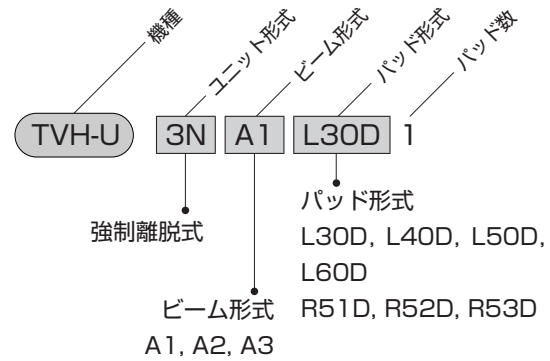 機種
ユニット形式
ビーム形式
パッド形式
パッド数
TVH-U 3N A1 L30D 1
強制離脱式
パッド形式
L30D, L40D, L50D,
L60D
R51D, R52D, R53D
ビーム形式
A1, A2, A3